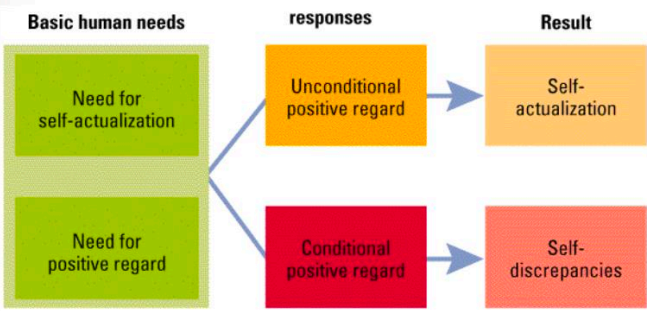 Basic human needs
responses
Result
Need for
self-actualization
Unconditional
positive regard
Self-
actualization
Need for
positive regard
Conditional
positive regard
Self-
discrepancies